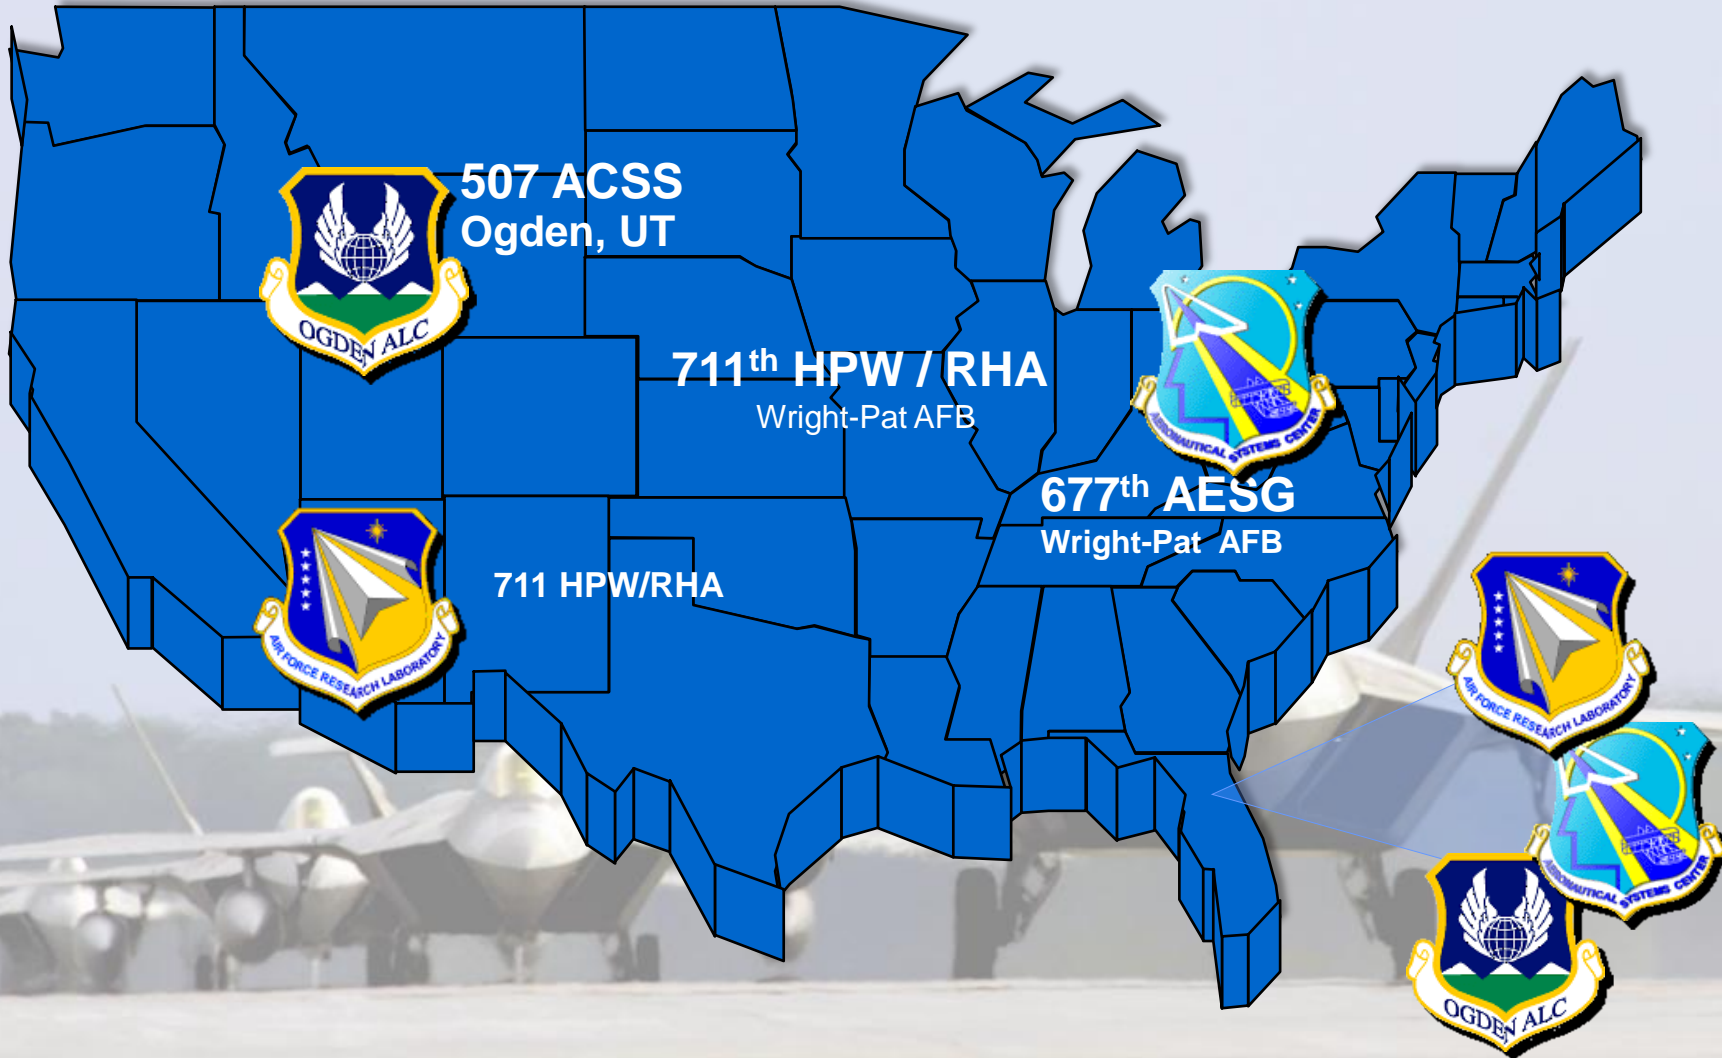 507 ACSS
Ogden, UT
OGDEN ALC
711th HPW / RHA
Wright-Pat AFB
AERONAUTICAL SYSTEMS CENTER
677th AESG
Wright-Pat AFB
711 HPW/RHA
AIR FORCE RESEARCH LABORATORY
AIR FORCE RESEARCH LABORATORY
AERONAUTICAL SYSTEMS CENTER
OGDEN ALC